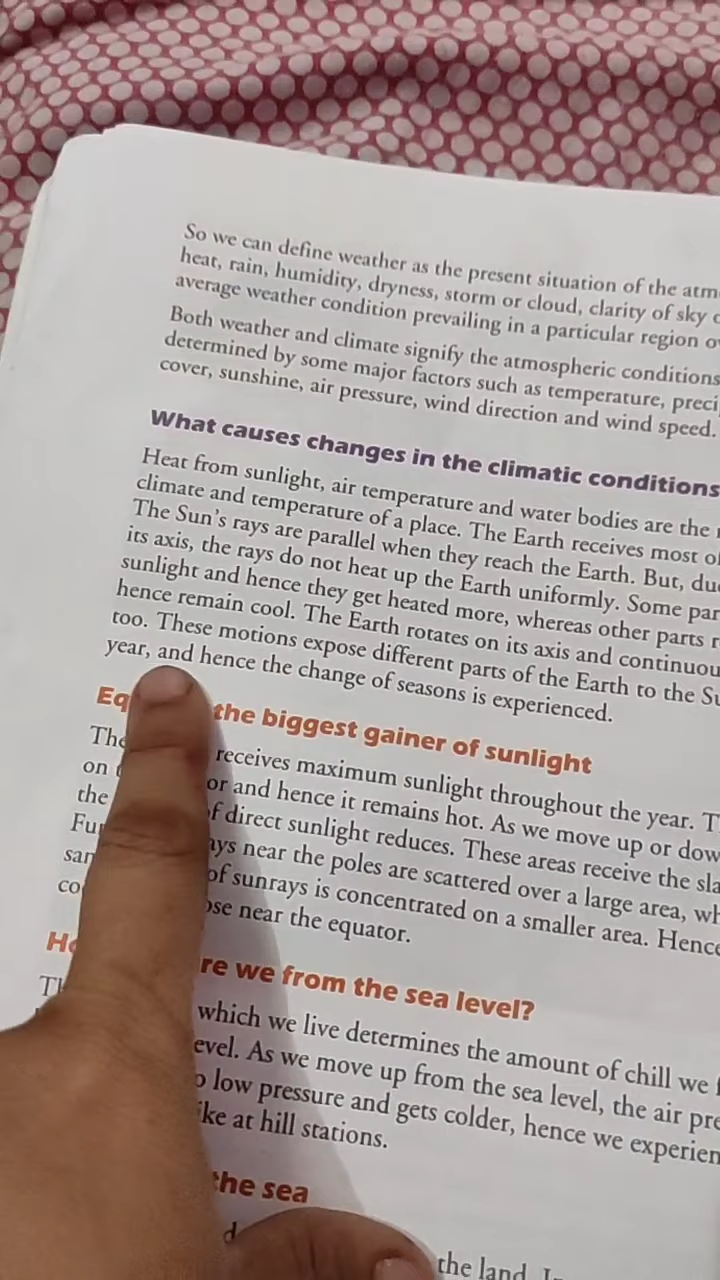 So we can define weather as the present situation of the atm
heat, rain, humidity, dryness, storm or cloud, clarity of sky
average weather condition prevailing in a particular region
Both weather and climate signify the atmospheric conditions
determined by some major factors such as temperature, preci
cover, sunshine, air pressure, wind direction and wind speed.
What causes changes in the climatic conditions
Heat from sunlight, air temperature and water bodies are the
climate and temperature of a place. The Earth receives most
The Sun's rays are parallel when they reach the Earth. But, du
its axis, the rays do not heat up the Earth uniformly. Some par
sunlight and hence they get heated more, whereas other parts
hence remain cool. The Earth rotates on its axis and continuou
too. These motions expose different parts of the Earth to the Su
year, and hence the change of seasons is experienced.
Eq the biggest gainer of sunlight
The receives maximum sunlight throughout the year. T
on or and hence it remains hot. As we move up or dow
the of direct sunlight reduces. These areas receive the sla
Fu ays near the poles are scattered over a large area, wh
sam of sunrays is concentrated on a smaller area. Hence
co ose near the equator.
Ho re we from the sea level?
Th which we live determines the amount of chill we
evel. As we move up from the sea level, the air pre
o low pressure and gets colder, hence we experien
ike at hill stations.
the sea
d the land. I